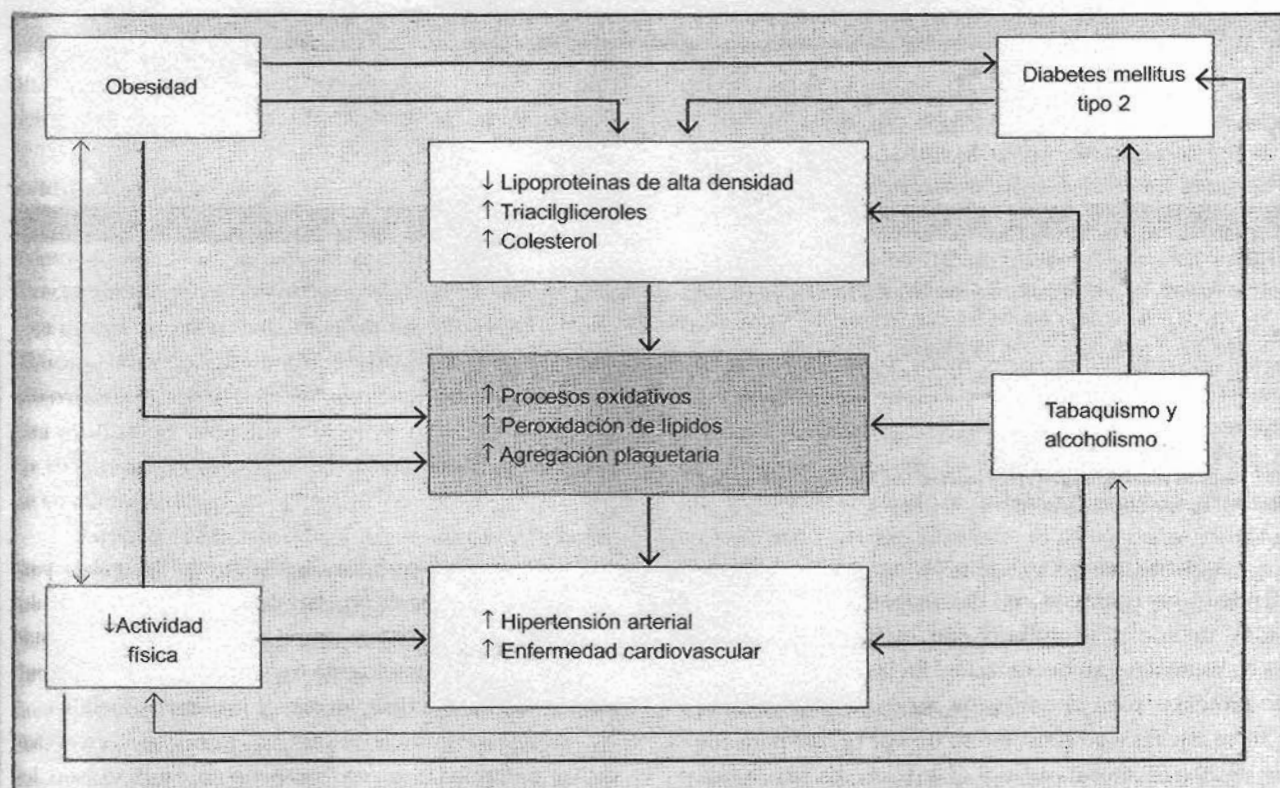 Obesidad
Diabetes mellitus
tipo 2
↓ Lipoproteínas de alta densidad
↑ Triacilgliceroles
↑ Colesterol
↑ Procesos oxidativos
↑ Peroxidación de lípidos
↑ Agregación plaquetaria
Tabaquismo y
alcoholismo
↓Actividad
física
↑ Hipertensión arterial
↑ Enfermedad cardiovascular